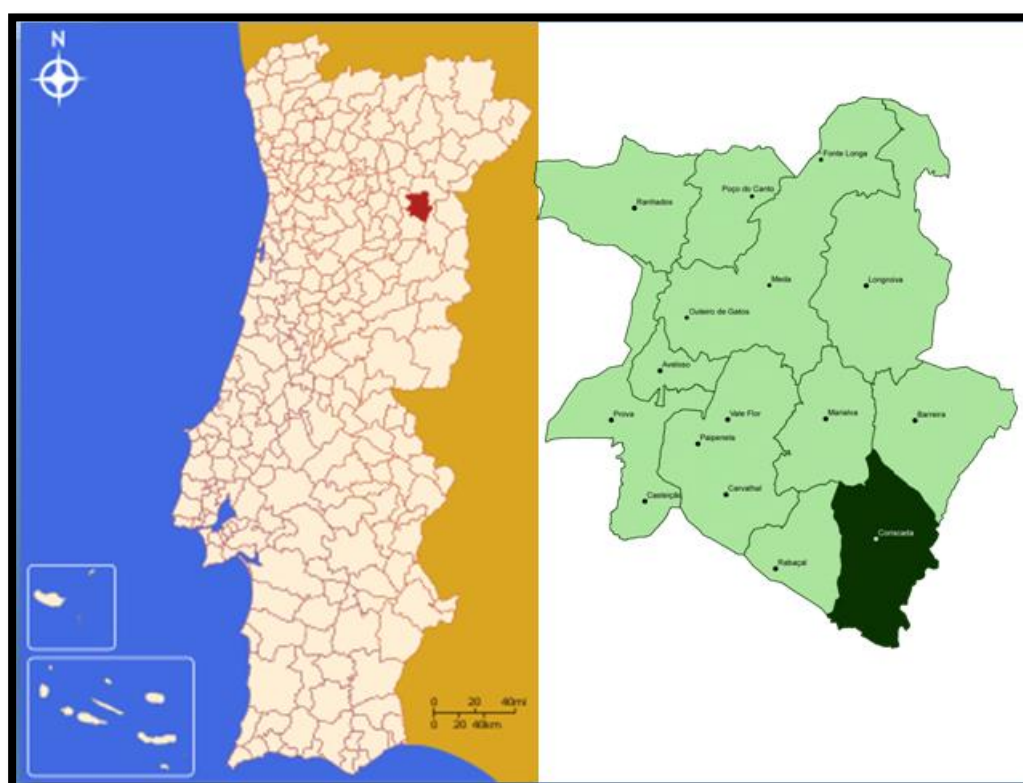 N
0 20 40mi
0 20 40km
Fonte Longa
Ranhados
Poço do Canto
Meda
Longroiva
Outeiro de Gatos
Aveloso
Prova
Vale Flor
Marialva
Barreira
Paipenela
Casteição
Carvalhal
Coriscada
Rabaçal